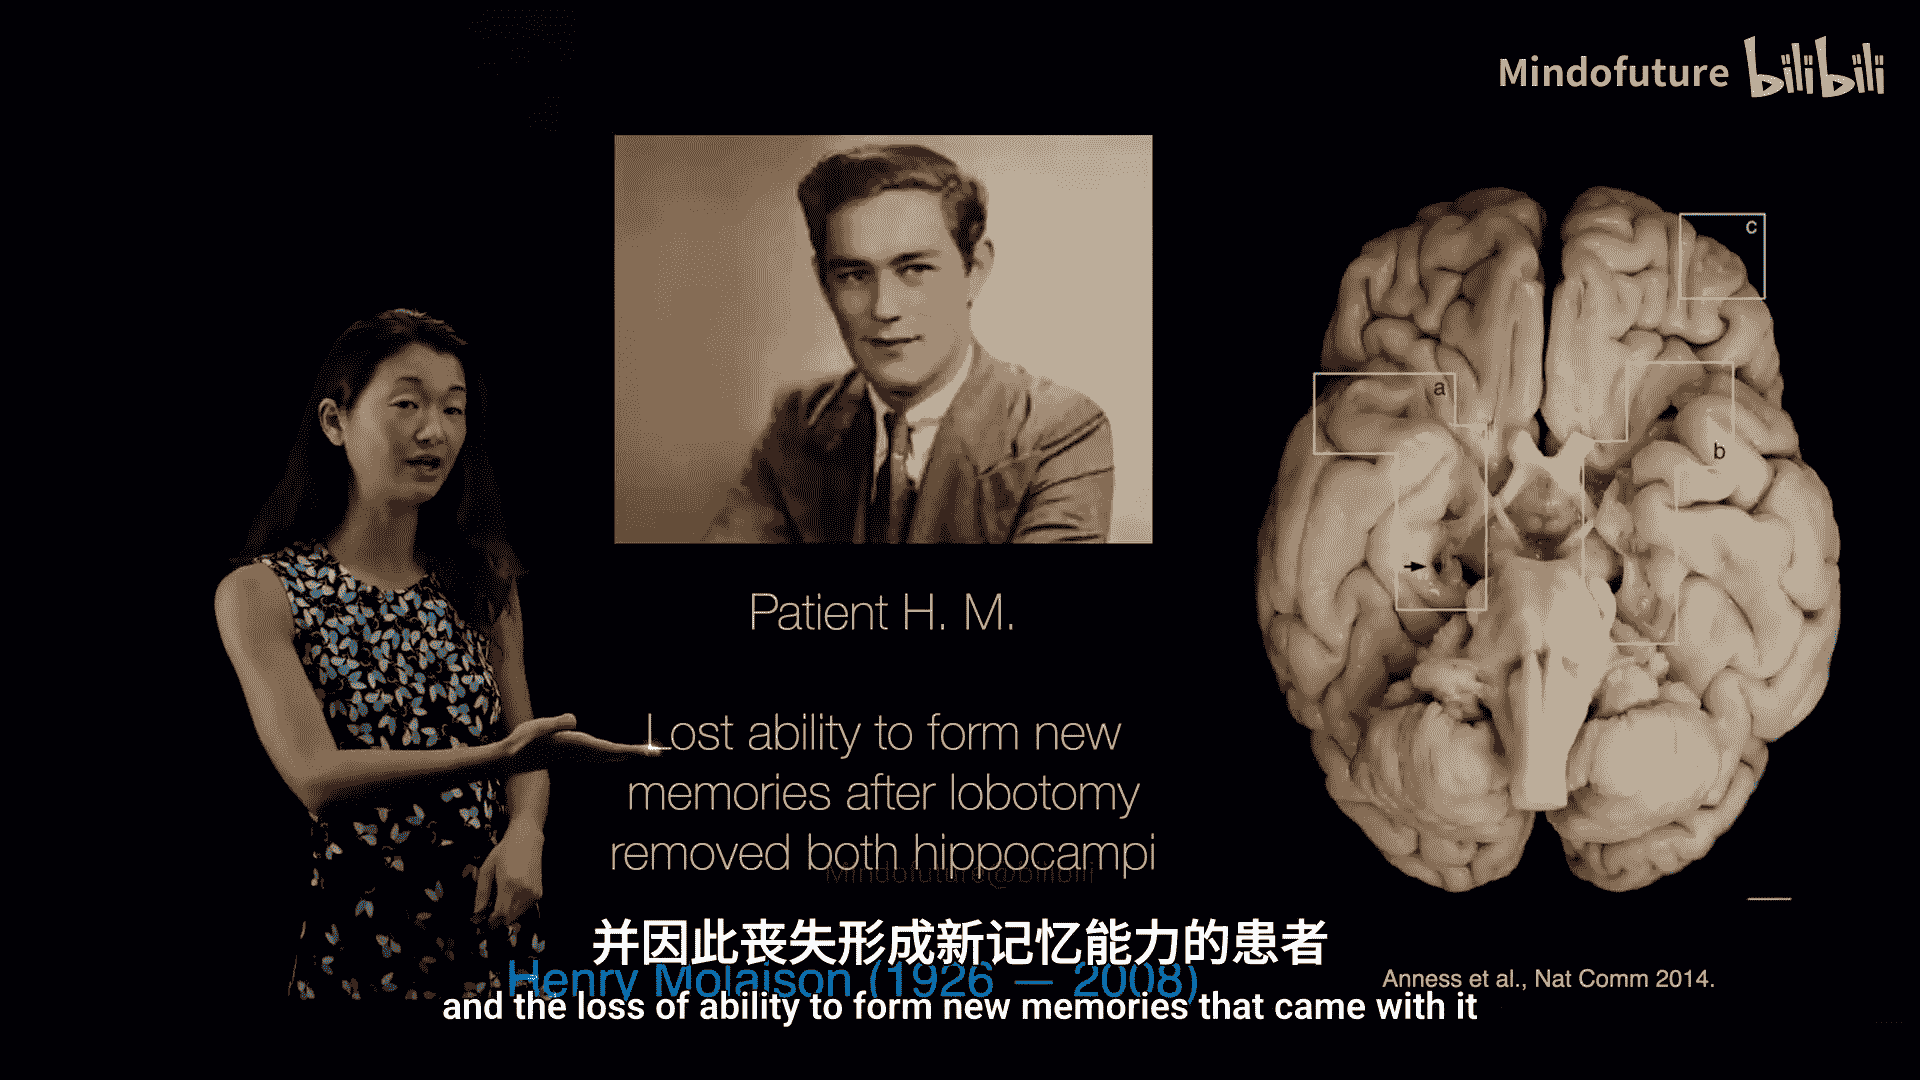 Mindofuture bilibili
c
a
b
Patient H. M.
Lost ability to form new
memories after lobotomy
removed both hippocampi
Mindofuture@bilibili
并因此丧失形成新记忆能力的患者
Henry Molaison (1926 — 2008)
Anness et al., Nat Comm 2014.
and the loss of ability to form new memories that came with it